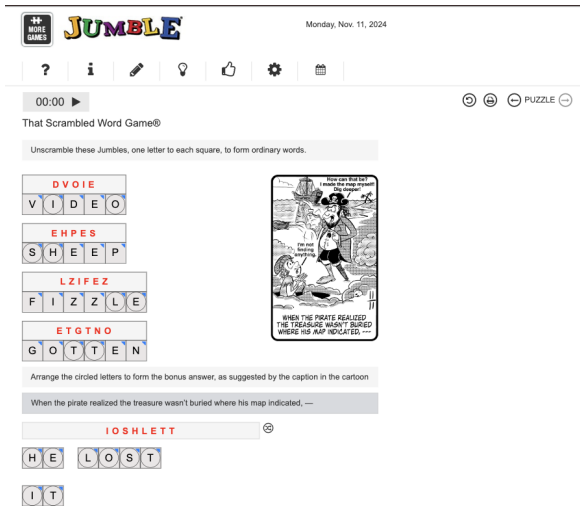 MORE
GAMES
JUMBLE
Monday, Nov. 11, 2024
?
i
00:00
PUZZLE
That Scrambled Word Game®
Unscramble these Jumbles, one letter to each square, to form ordinary words.
DVOIE
VIDEO
EHPES
SHEEP
LZIFEZ
FIZZLE
ETGTNO
GOTTEN
How can that be?
I made the map myself!
Dig deeper!
I'm not
finding
anything.
WHEN THE PIRATE REALIZED
THE TREASURE WASN'T BURIED
WHERE HIS MAP INDICATED, ---
Arrange the circled letters to form the bonus answer, as suggested by the caption in the cartoon
When the pirate realized the treasure wasn't buried where his map indicated, —
IOSHLETT
HE LOST
IT